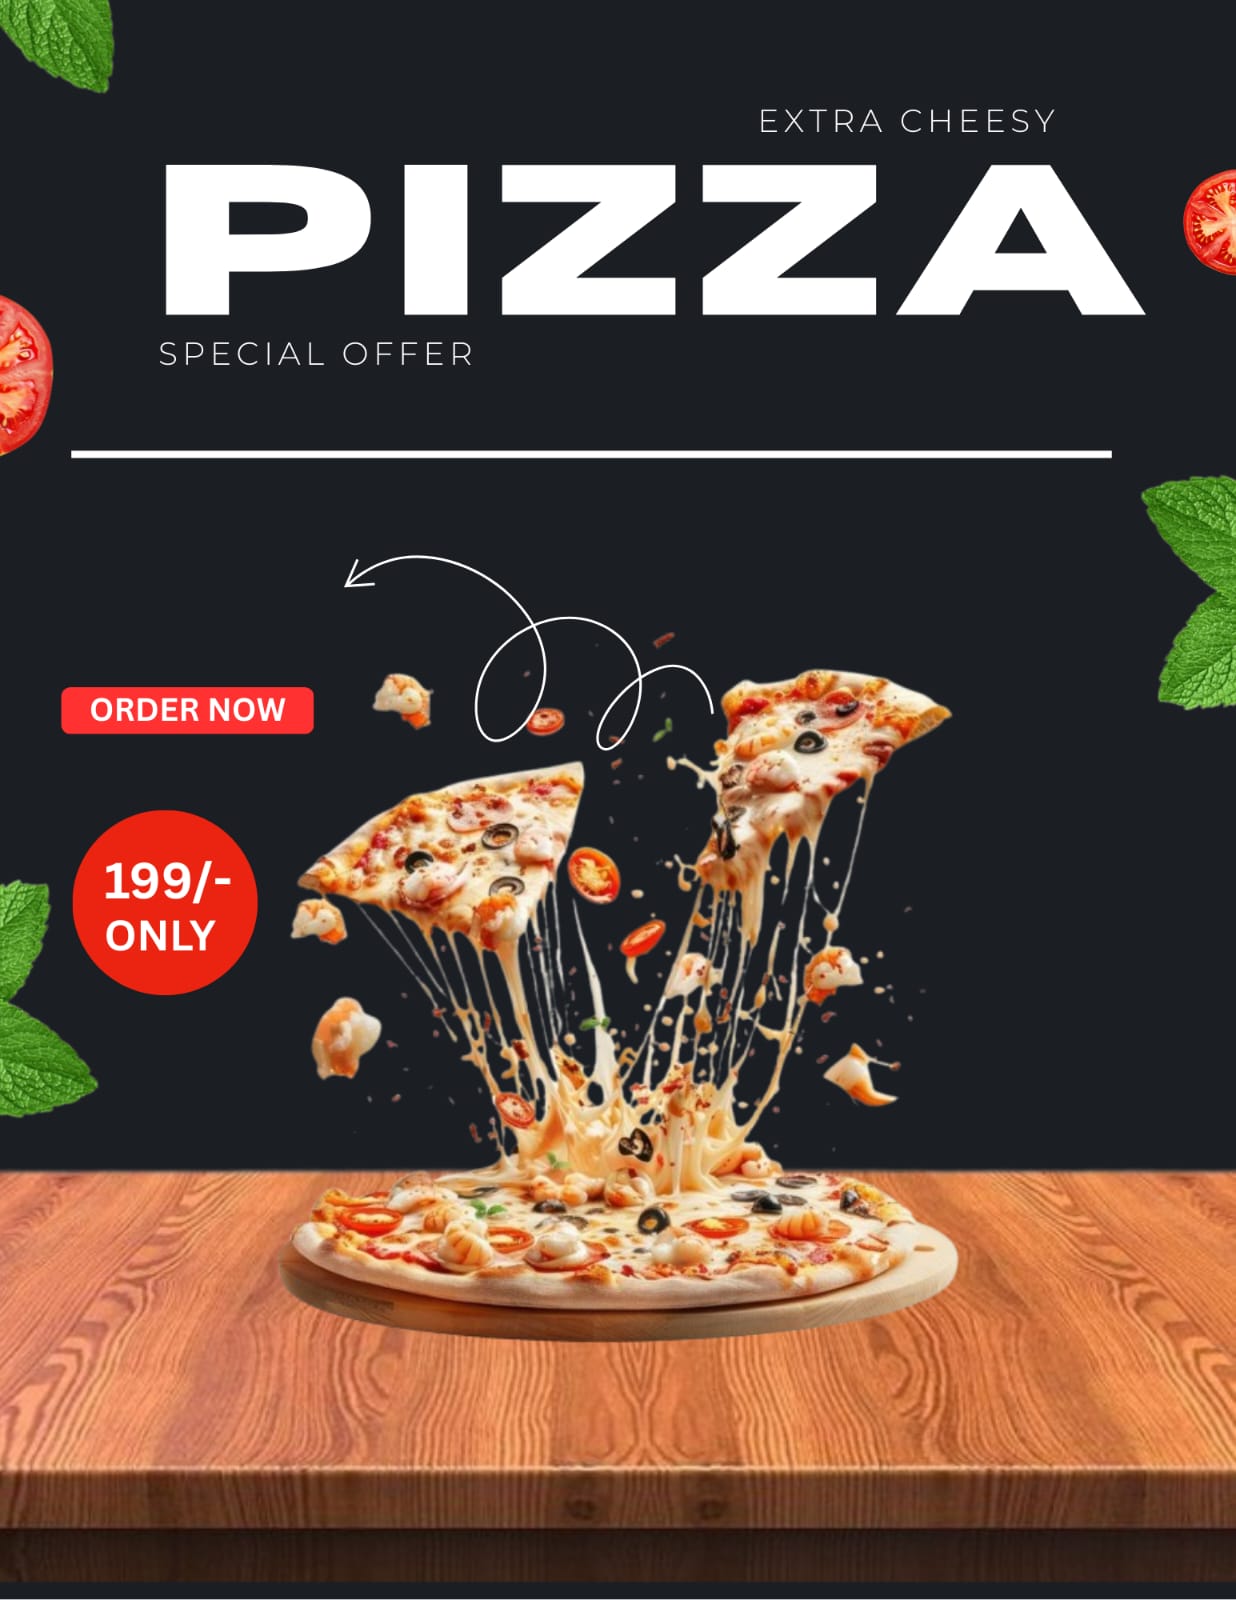 EXTRA CHEESY
PIZZA
SPECIAL OFFER
ORDER NOW
199/-
ONLY